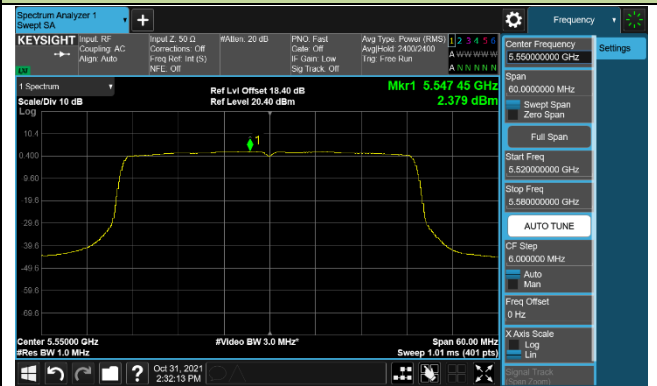 Spectrum Analyzer 1
Swept SA
Frequency
KEYSIGHT
Input: RF
Coupling: AC
Align: Auto
Input Z: 50 Ω
Corrections: Off
Freq Ref: Int (S)
NFE: Off
#Atten: 20 dB
PNO: Fast
Gate: Off
IF Gain: Low
Sig Track: Off
Avg Type: Power (RMS)
Avg|Hold: 2400/2400
Trig: Free Run
1 2 3 4 5 6
A W W W W W
A N N N N N
LXI
1 Spectrum
Scale/Div 10 dB
Log
Ref Lvl Offset 18.40 dB
Ref Level 20.40 dBm
Mkr1 5.547 45 GHz
2.379 dBm
1
10.4
0.400
-9.60
-19.6
-29.6
-39.6
-49.6
-59.6
-69.6
Center 5.55000 GHz
#Res BW 1.0 MHz
#Video BW 3.0 MHz*
Span 60.00 MHz
Sweep 1.01 ms (401 pts)
Center Frequency
5.550000000 GHz
Settings
Span
60.0000000 MHz
Swept Span
Zero Span
Full Span
Start Freq
5.520000000 GHz
Stop Freq
5.580000000 GHz
AUTO TUNE
CF Step
6.000000 MHz
Auto
Man
Freq Offset
0 Hz
X Axis Scale
Log
Lin
Signal Track
(Span Zoom)
?
Oct 31, 2021
2:32:13 PM